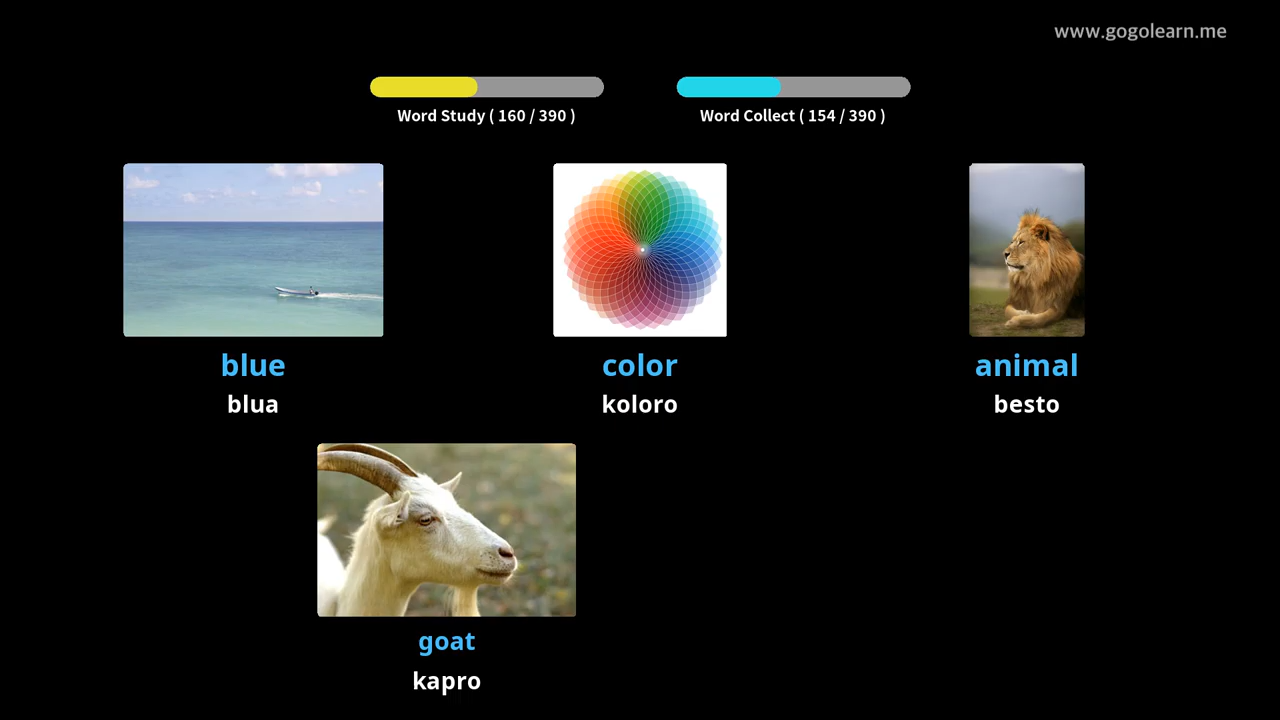 www.gogolearn.me
Word Study ( 160 / 390 )
Word Collect ( 154 / 390 )
blue
blua
color
koloro
animal
besto
goat
kapro